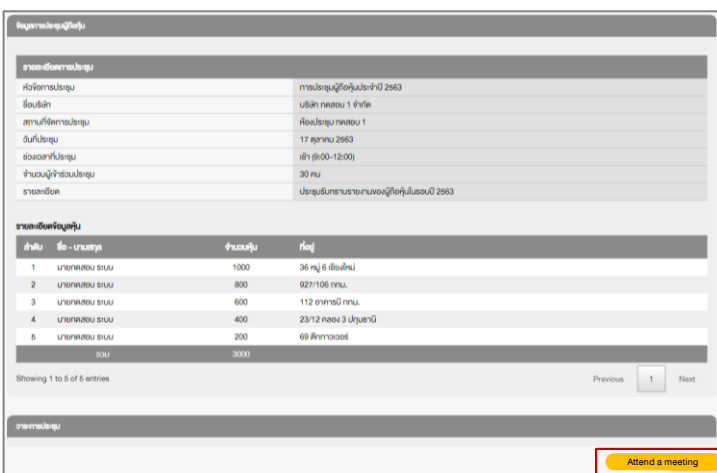 ข้อมูลการประชุมผู้ถือหุ้น
รายละเอียดการประชุม
หัวข้อการประชุม การประชุมผู้ถือหุ้นประจำปี 2563
ชื่อบริษัท บริษัท ทดสอบ 1 จำกัด
สถานที่จัดการประชุม ห้องประชุม ทดสอบ 1
วันที่ประชุม 17 ตุลาคม 2563
ช่วงเวลาที่ประชุม เช้า (9:00-12:00)
จำนวนผู้เข้าร่วมประชุม 30 คน
รายละเอียด ประชุมรับทราบรายงานของผู้ถือหุ้นในรอบปี 2563
รายละเอียดข้อมูลหุ้น
ลำดับ ชื่อ - นามสกุล จำนวนหุ้น ที่อยู่
1 นายทดสอบ ระบบ 1000 36 หมู่ 6 เชียงใหม่
2 นายทดสอบ ระบบ 800 927/106 กทม.
3 นายทดสอบ ระบบ 600 112 อาคารบี กทม.
4 นายทดสอบ ระบบ 400 23/12 คลอง 3 ปทุมธานี
5 นายทดสอบ ระบบ 200 69 ตึกทาวเวอร์
รวม 3000
Showing 1 to 5 of 5 entries Previous 1 Next
วาระการประชุม
Attend a meeting